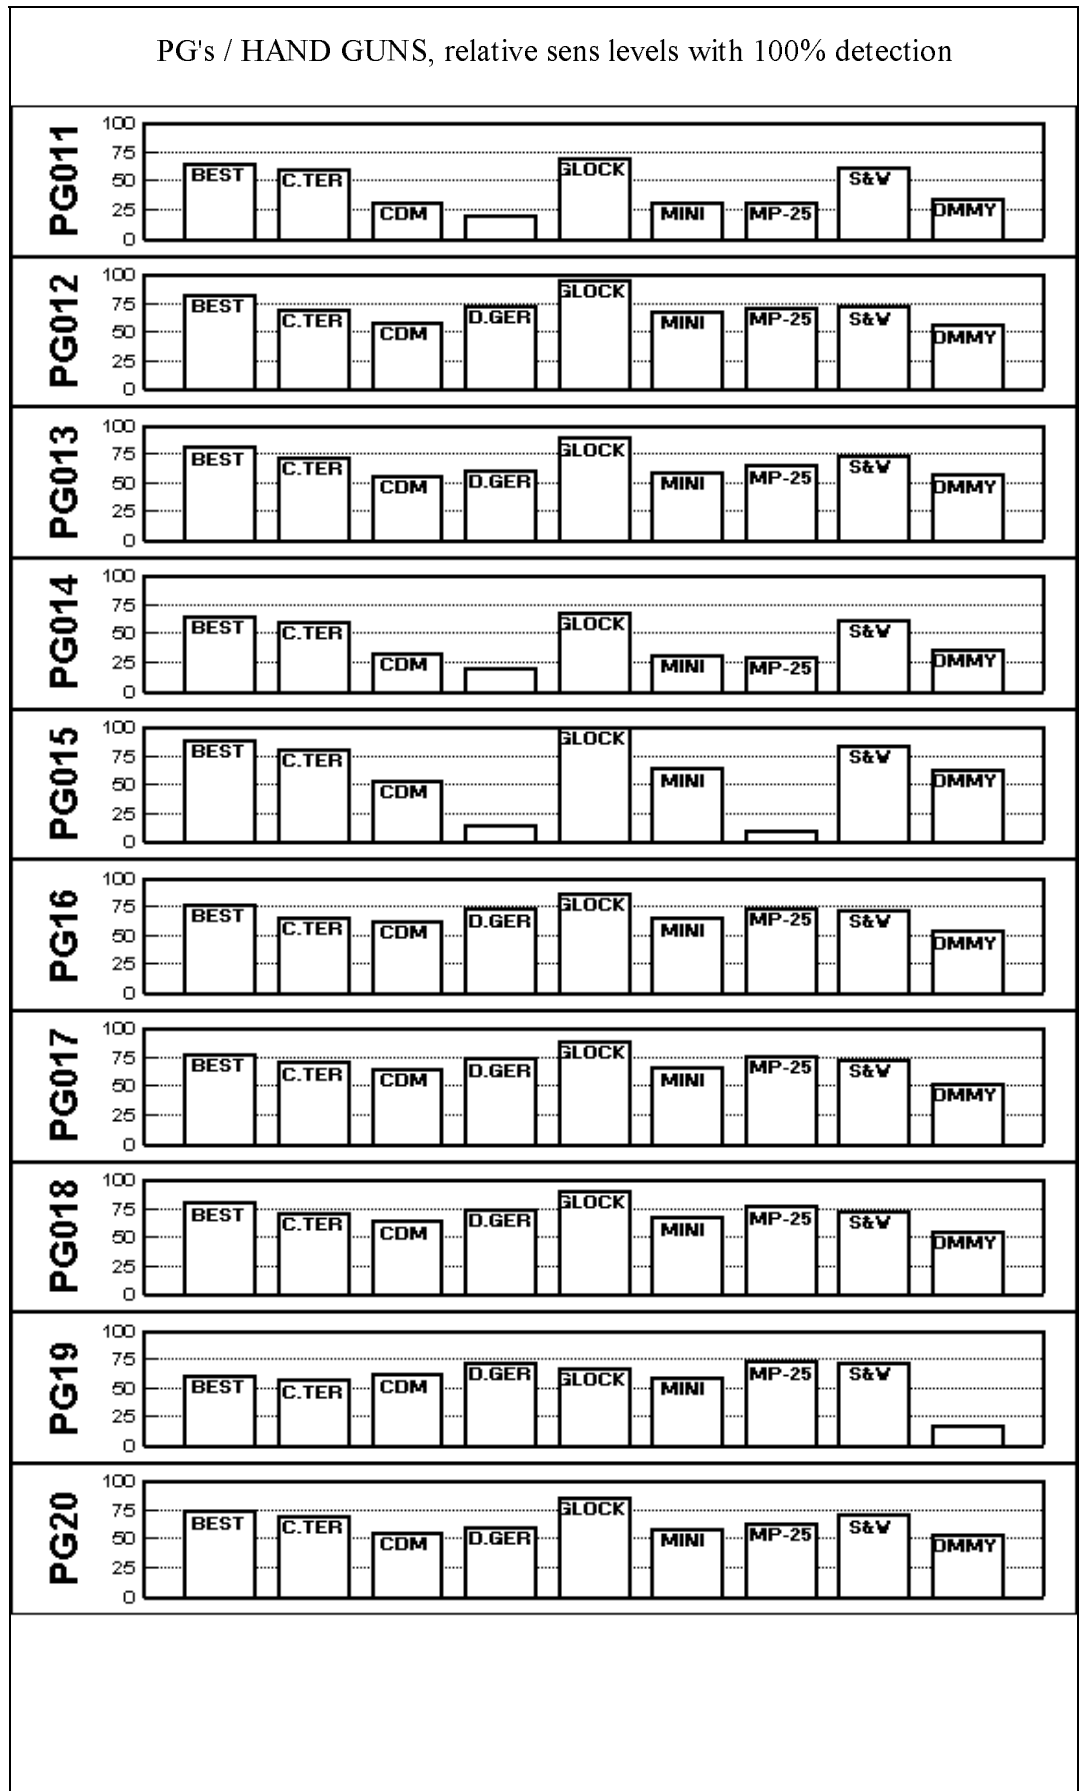 PG's / HAND GUNS, relative sens levels with 100% detection
PG011
100
75
50
25
0
BEST C.TER CDM GLOCK MINI MP-25 S&W DMMY
PG012
100
75
50
25
0
BEST C.TER CDM D.GER GLOCK MINI MP-25 S&W DMMY
PG013
100
75
50
25
0
BEST C.TER CDM D.GER GLOCK MINI MP-25 S&W DMMY
PG014
100
75
50
25
0
BEST C.TER CDM GLOCK MINI MP-25 S&W DMMY
PG015
100
75
50
25
0
BEST C.TER CDM GLOCK MINI S&W DMMY
PG16
100
75
50
25
0
BEST C.TER CDM D.GER GLOCK MINI MP-25 S&W DMMY
PG017
100
75
50
25
0
BEST C.TER CDM D.GER GLOCK MINI MP-25 S&W DMMY
PG018
100
75
50
25
0
BEST C.TER CDM D.GER GLOCK MINI MP-25 S&W DMMY
PG19
100
75
50
25
0
BEST C.TER CDM D.GER GLOCK MINI MP-25 S&W
PG20
100
75
50
25
0
BEST C.TER CDM D.GER GLOCK MINI MP-25 S&W DMMY